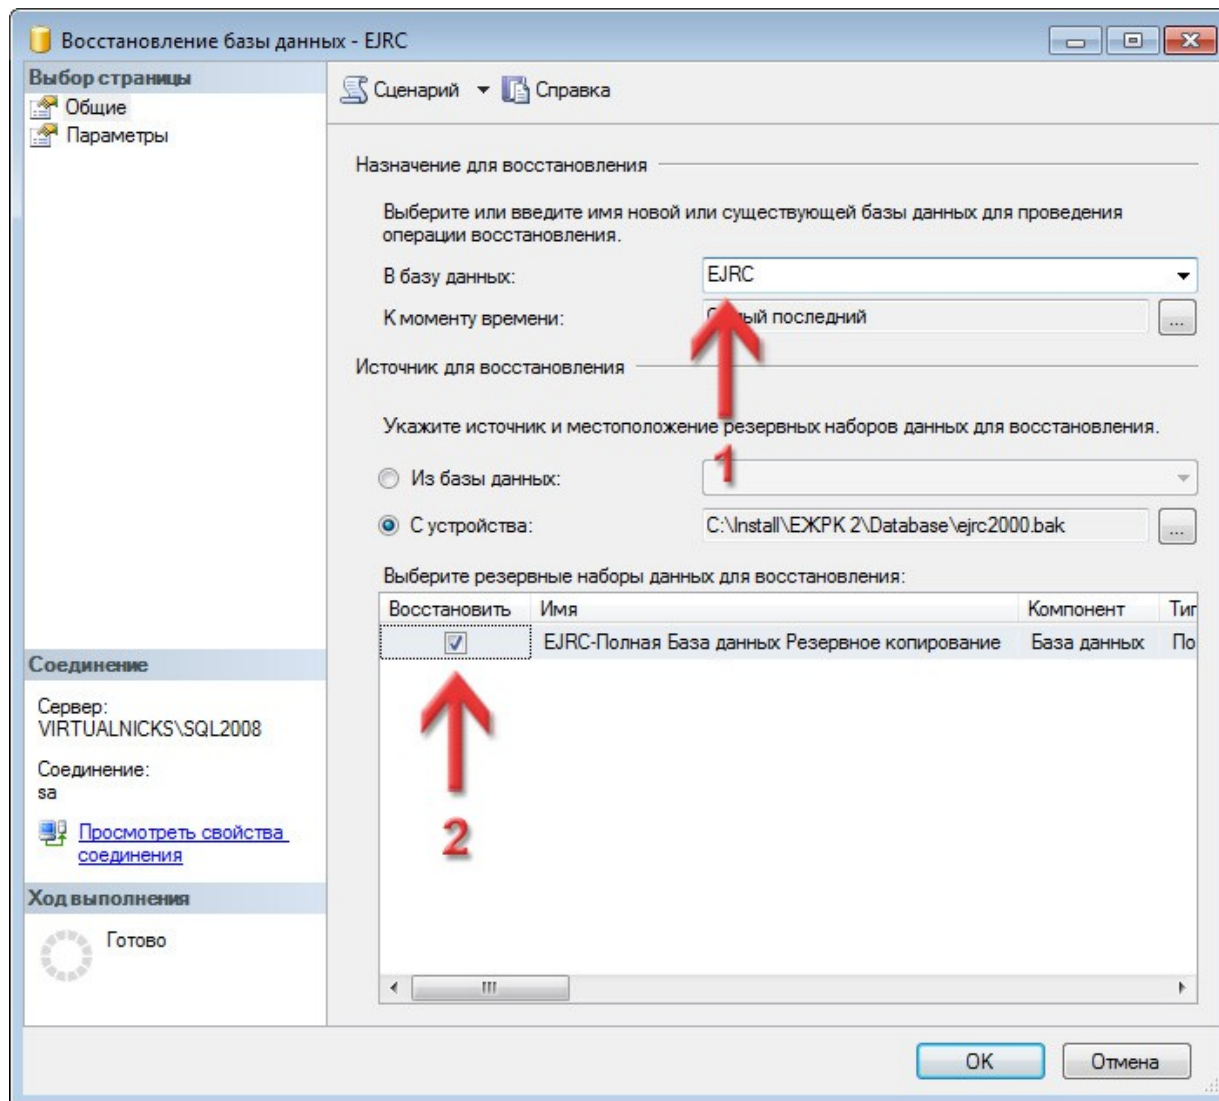 Восстановление базы данных - EJRC
Выбор страницы
Общие
Параметры
Сценарий
Справка
Назначение для восстановления
Выберите или введите имя новой или существующей базы данных для проведения
операции восстановления.
В базу данных:
EJRC
К моменту времени:
последний
Источник для восстановления
Укажите источник и местоположение резервных наборов данных для восстановления.
1
Из базы данных:
С устройства:
C:\Install\ЕЖРК 2\Database\ejrc2000.bak
...
Выберите резервные наборы данных для восстановления:
Восстановить Имя Компонент Тип
EJRC-Полная База данных Резервное копирование База данных По
2
Соединение
Сервер:
VIRTUALNICKS\SQL2008
Соединение:
sa
Просмотреть свойства
соединения
Ход выполнения
Готово
OK
Отмена